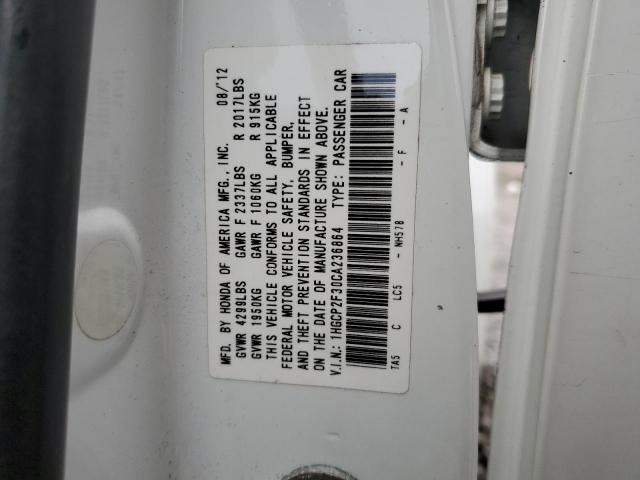 MFD. BY HONDA OF AMERICA MFG., INC. 08/12
GVWR 4299LBS GAWR F 2337LBS R 2017LBS
GVWR 1950KG GAWR F 1060KG R 915KG
THIS VEHICLE CONFORMS TO ALL APPLICABLE
FEDERAL MOTOR VEHICLE SAFETY, BUMPER,
AND THEFT PREVENTION STANDARDS IN EFFECT
ON THE DATE OF MANUFACTURE SHOWN ABOVE.
V.I.N.: 1HGCP2F30CA236864 TYPE: PASSENGER CAR
TA5 C LC5 - NH578 - F - A